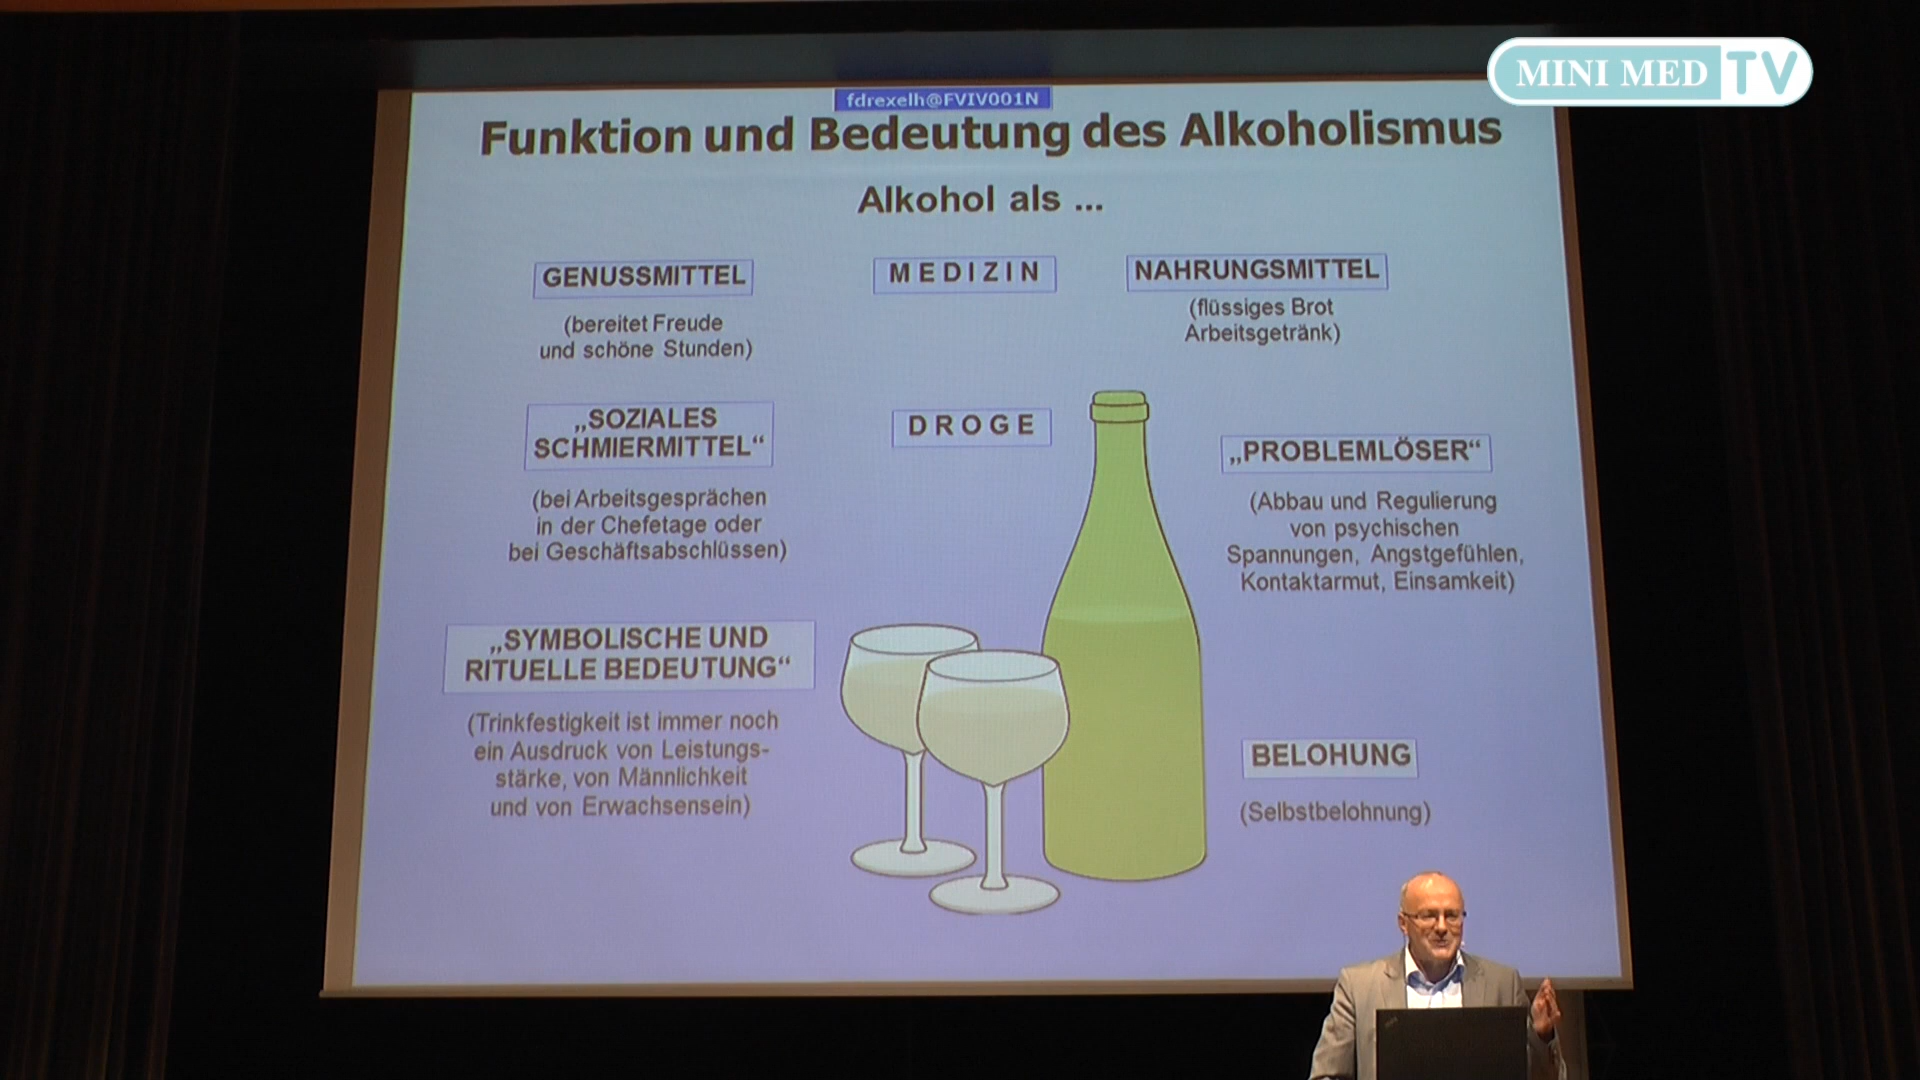 MINI MED TV
fdrexelh@FVIV001N
Funktion und Bedeutung des Alkoholismus
Alkohol als ...
GENUSSMITTEL
(bereitet Freude
und schöne Stunden)
MEDIZIN
NAHRUNGSMITTEL
(flüssiges Brot
Arbeitsgetränk)
„SOZIALES
SCHMIERMITTEL“
(bei Arbeitsgesprächen
in der Chefetage oder
bei Geschäftsabschlüssen)
DROGE
„PROBLEMLÖSER“
(Abbau und Regulierung
von psychischen
Spannungen, Angstgefühlen,
Kontaktarmut, Einsamkeit)
„SYMBOLISCHE UND
RITUELLE BEDEUTUNG“
(Trinkfestigkeit ist immer noch
ein Ausdruck von Leistungs-
stärke, von Männlichkeit
und von Erwachsensein)
BELOHUNG
(Selbstbelohnung)